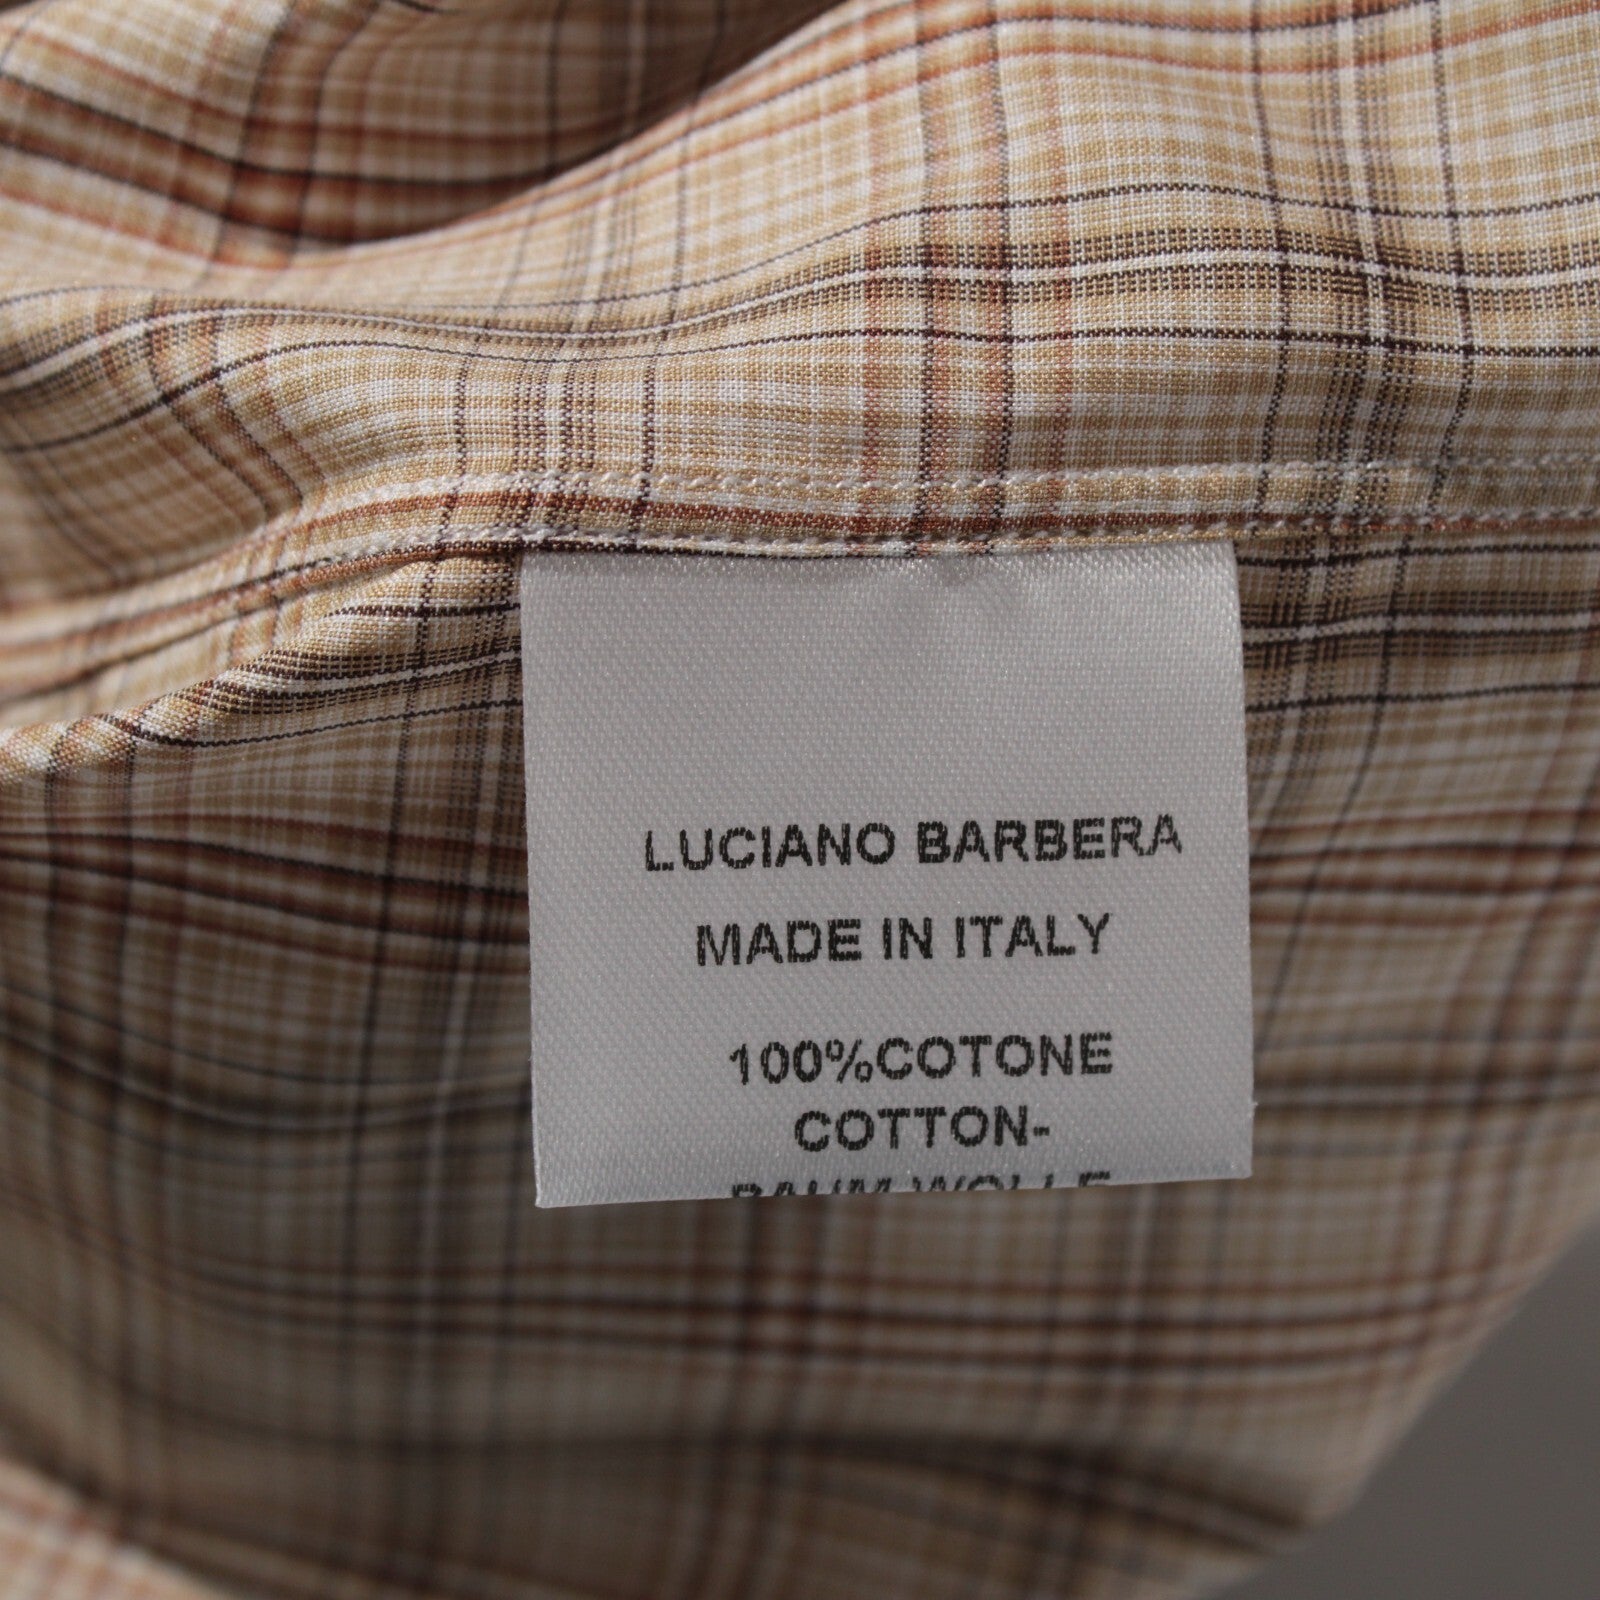 LUCIANO BARBERA
MADE IN ITALY
100%COTONE
COTTON-